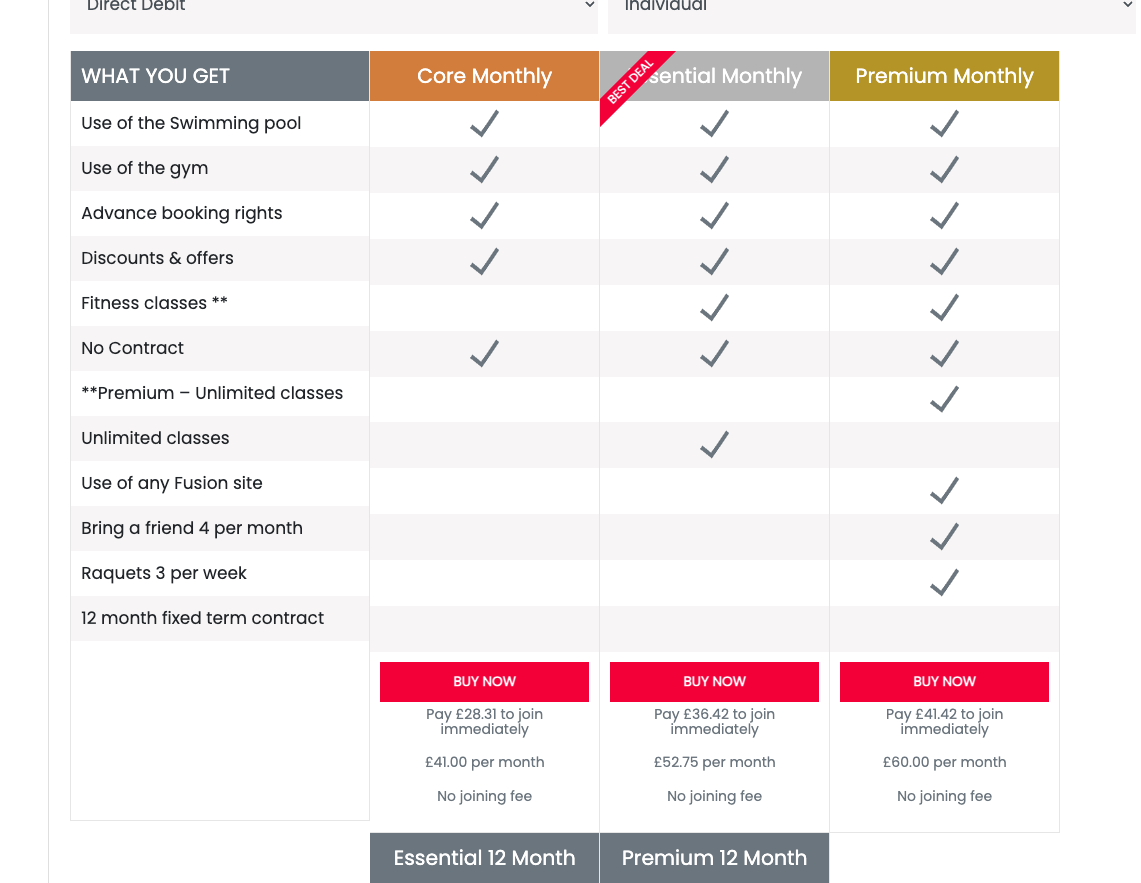 Direct Debit
Individual
WHAT YOU GET
Core Monthly
BEST DEAL
sential Monthly
Premium Monthly
Use of the Swimming pool
Use of the gym
Advance booking rights
Discounts & offers
Fitness classes **
No Contract
**Premium – Unlimited classes
Unlimited classes
Use of any Fusion site
Bring a friend 4 per month
Raquets 3 per week
12 month fixed term contract
BUY NOW
Pay £28.31 to join
immediately
£41.00 per month
No joining fee
BUY NOW
Pay £36.42 to join
immediately
£52.75 per month
No joining fee
BUY NOW
Pay £41.42 to join
immediately
£60.00 per month
No joining fee
Essential 12 Month
Premium 12 Month